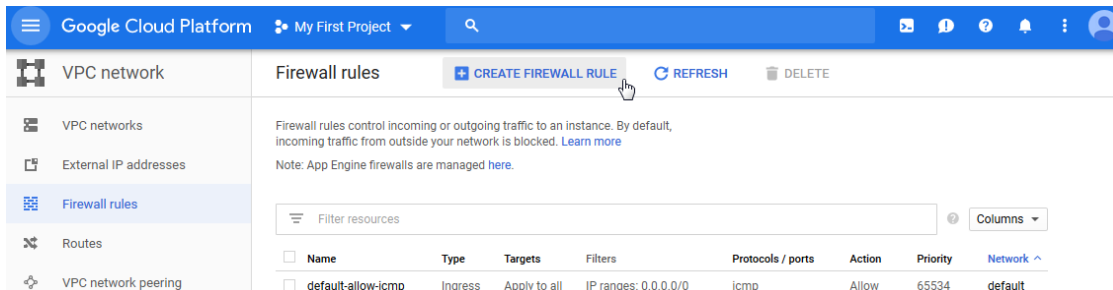 Google Cloud Platform My First Project
VPC network
Firewall rules CREATE FIREWALL RULE REFRESH DELETE
VPC networks
External IP addresses
Firewall rules
Routes
VPC network peering
Firewall rules control incoming or outgoing traffic to an instance. By default,
incoming traffic from outside your network is blocked. Learn more
Note: App Engine firewalls are managed here.
Filter resources Columns
Name Type Targets Filters Protocols / ports Action Priority Network
default-allow-icmp Ingress Apply to all IP ranges: 0.0.0.0/0 icmp Allow 65534 default